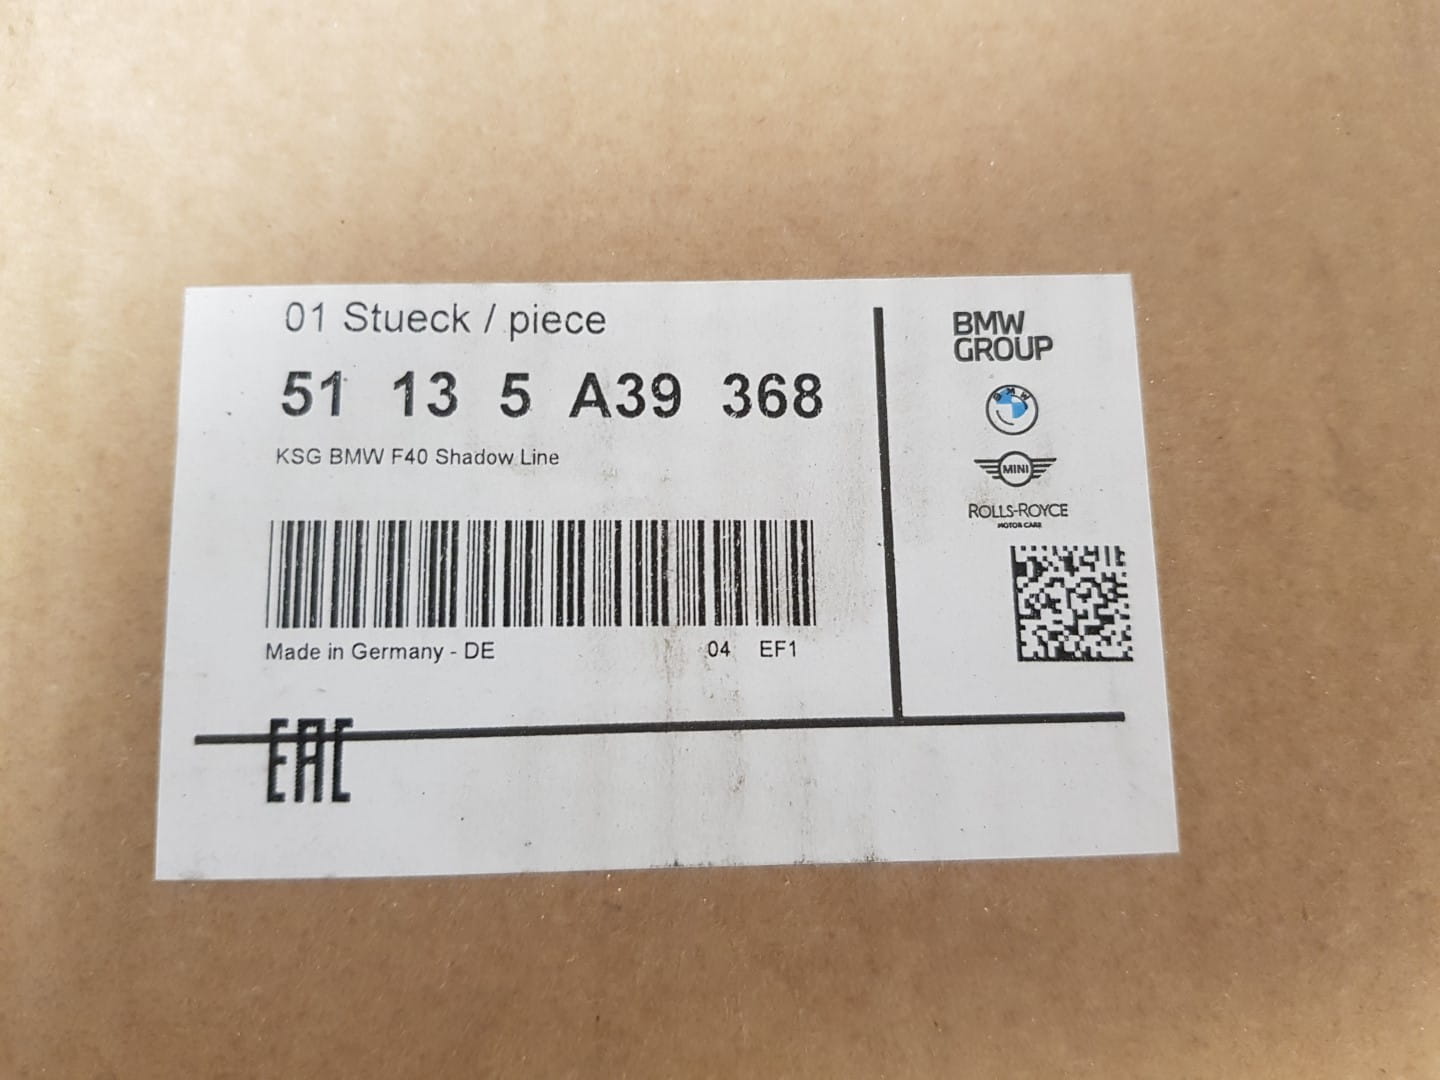 01 Stueck / piece
51 13 5 A39 368
KSG BMW F40 Shadow Line
Made in Germany - DE 04 EF1
EAC
BMW
GROUP
BMW
MINI
ROLLS-ROYCE
MOTOR CARS